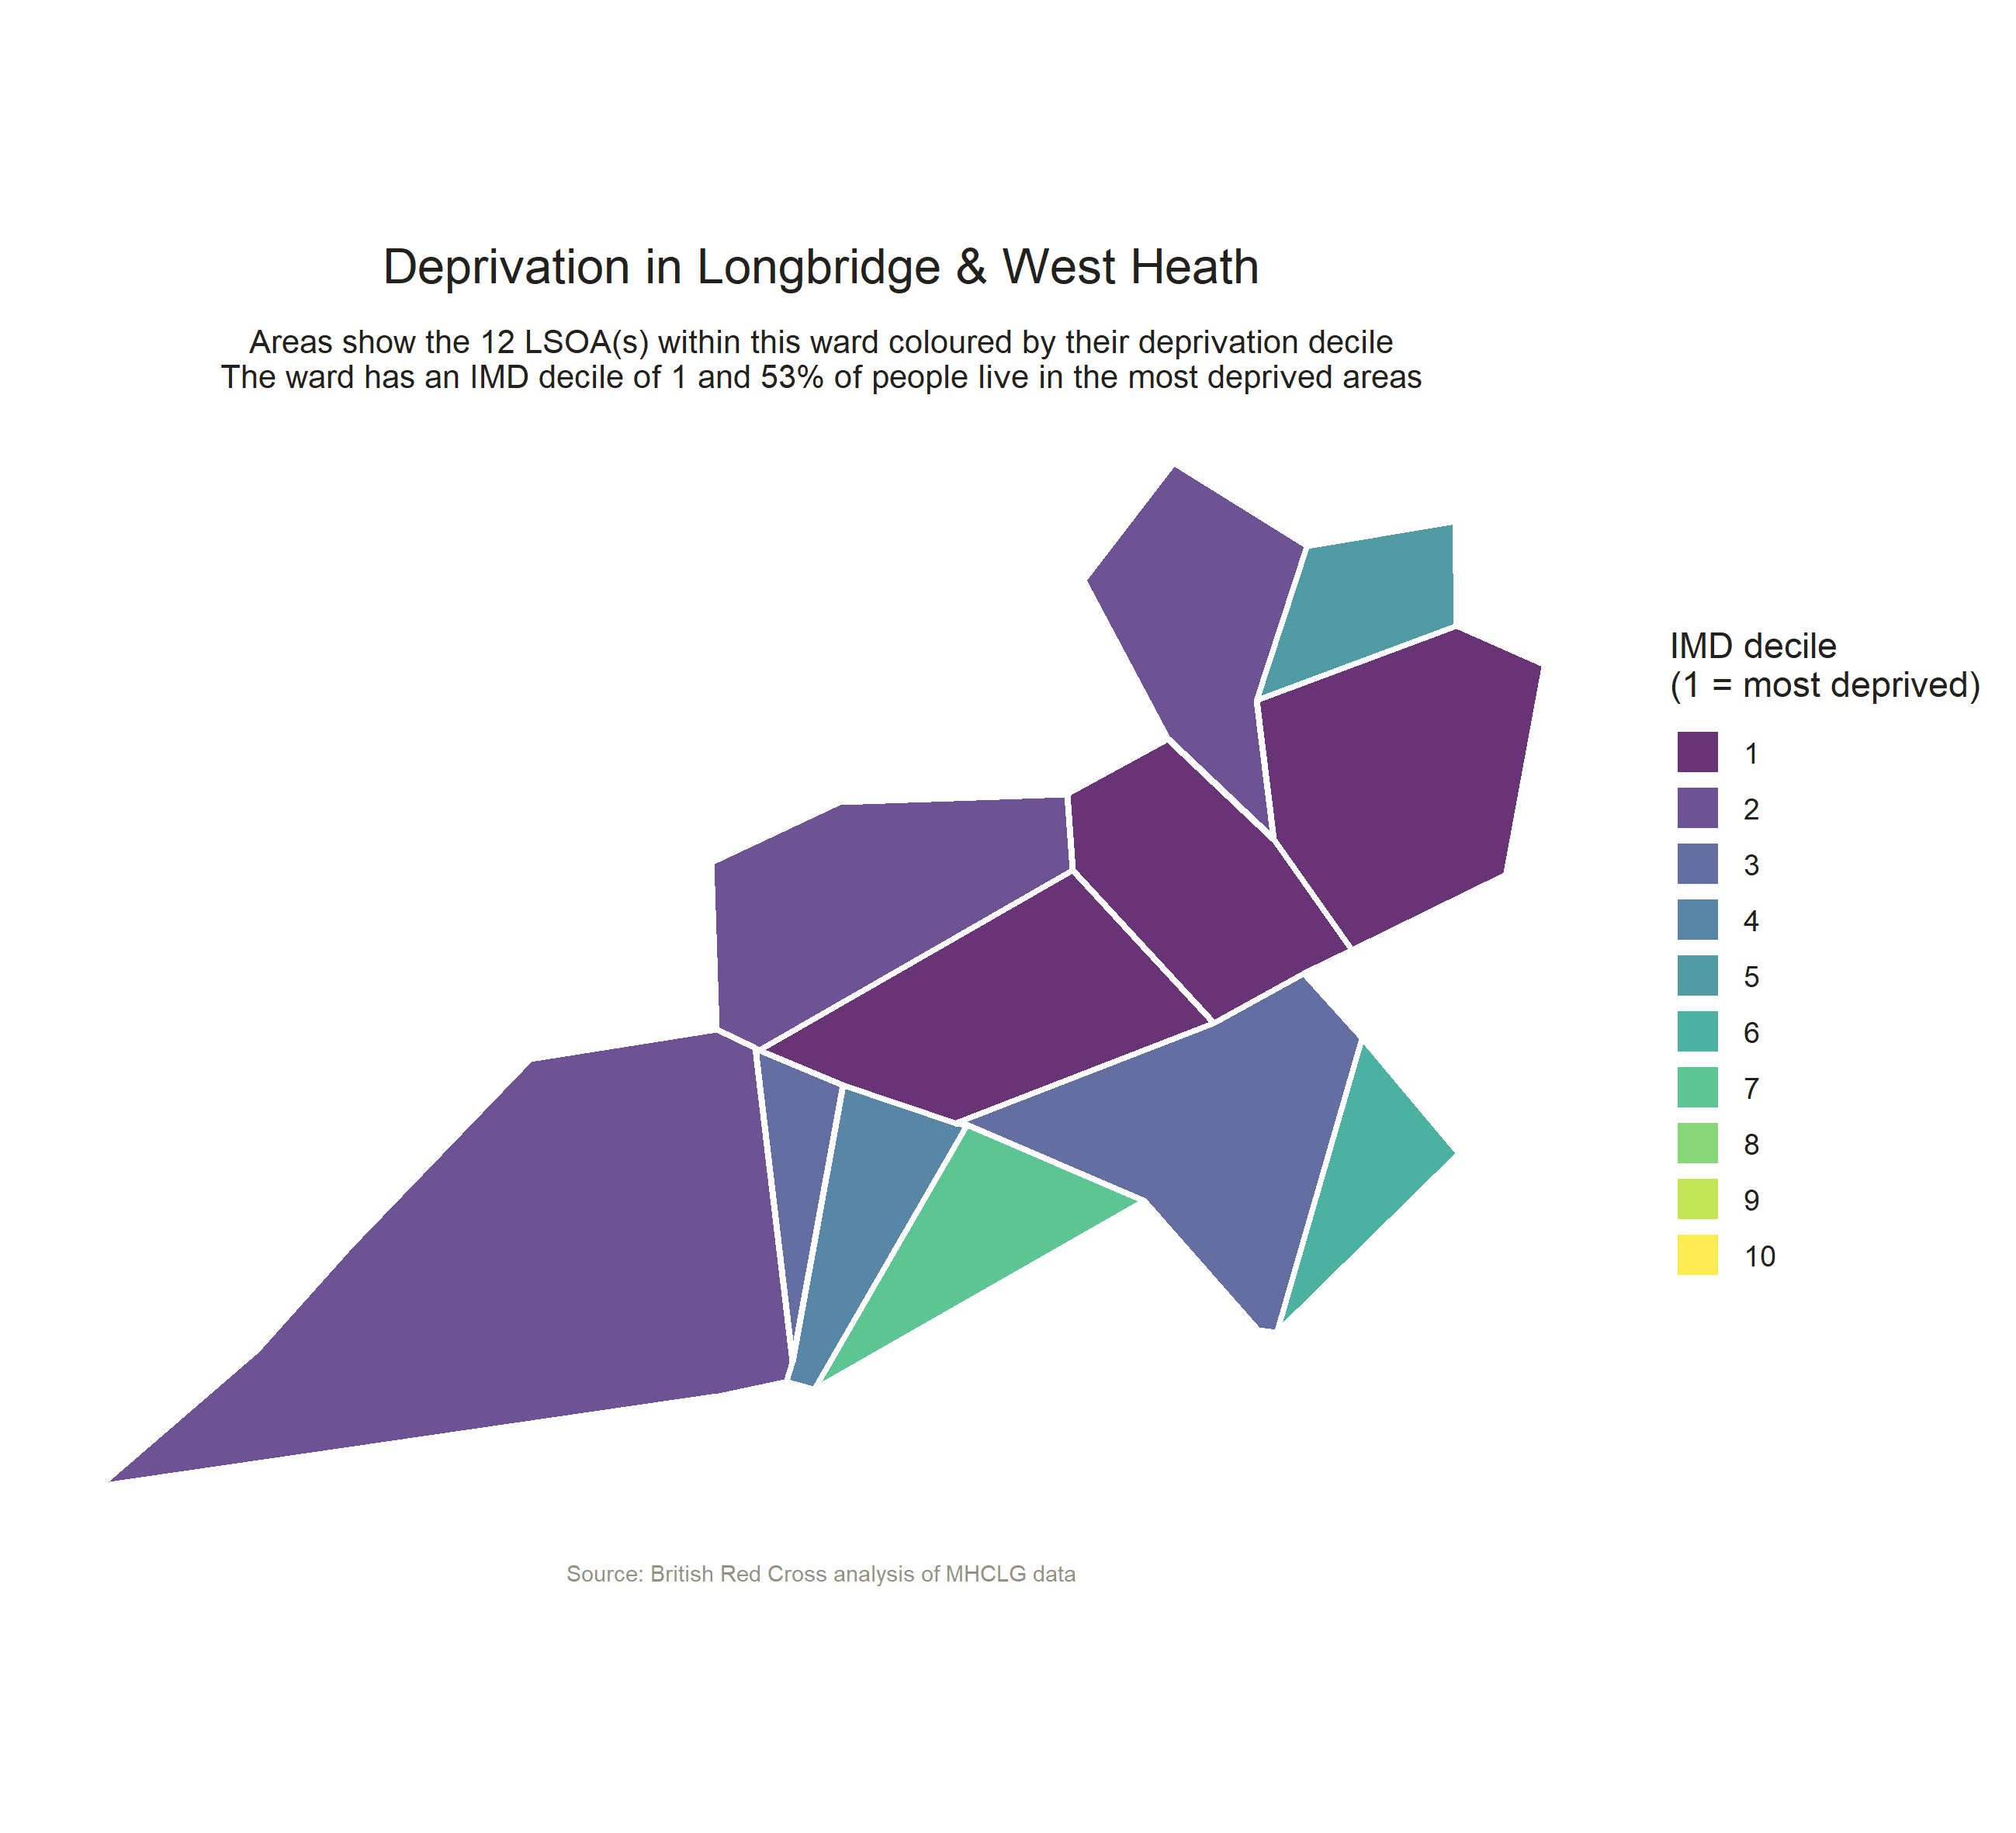 Deprivation in Longbridge & West Heath
Areas show the 12 LSOA(s) within this ward coloured by their deprivation decile
The ward has an IMD decile of 1 and 53% of people live in the most deprived areas
IMD decile
(1 = most deprived)
1
2
3
4
5
6
7
8
9
10
Source: British Red Cross analysis of MHCLG data